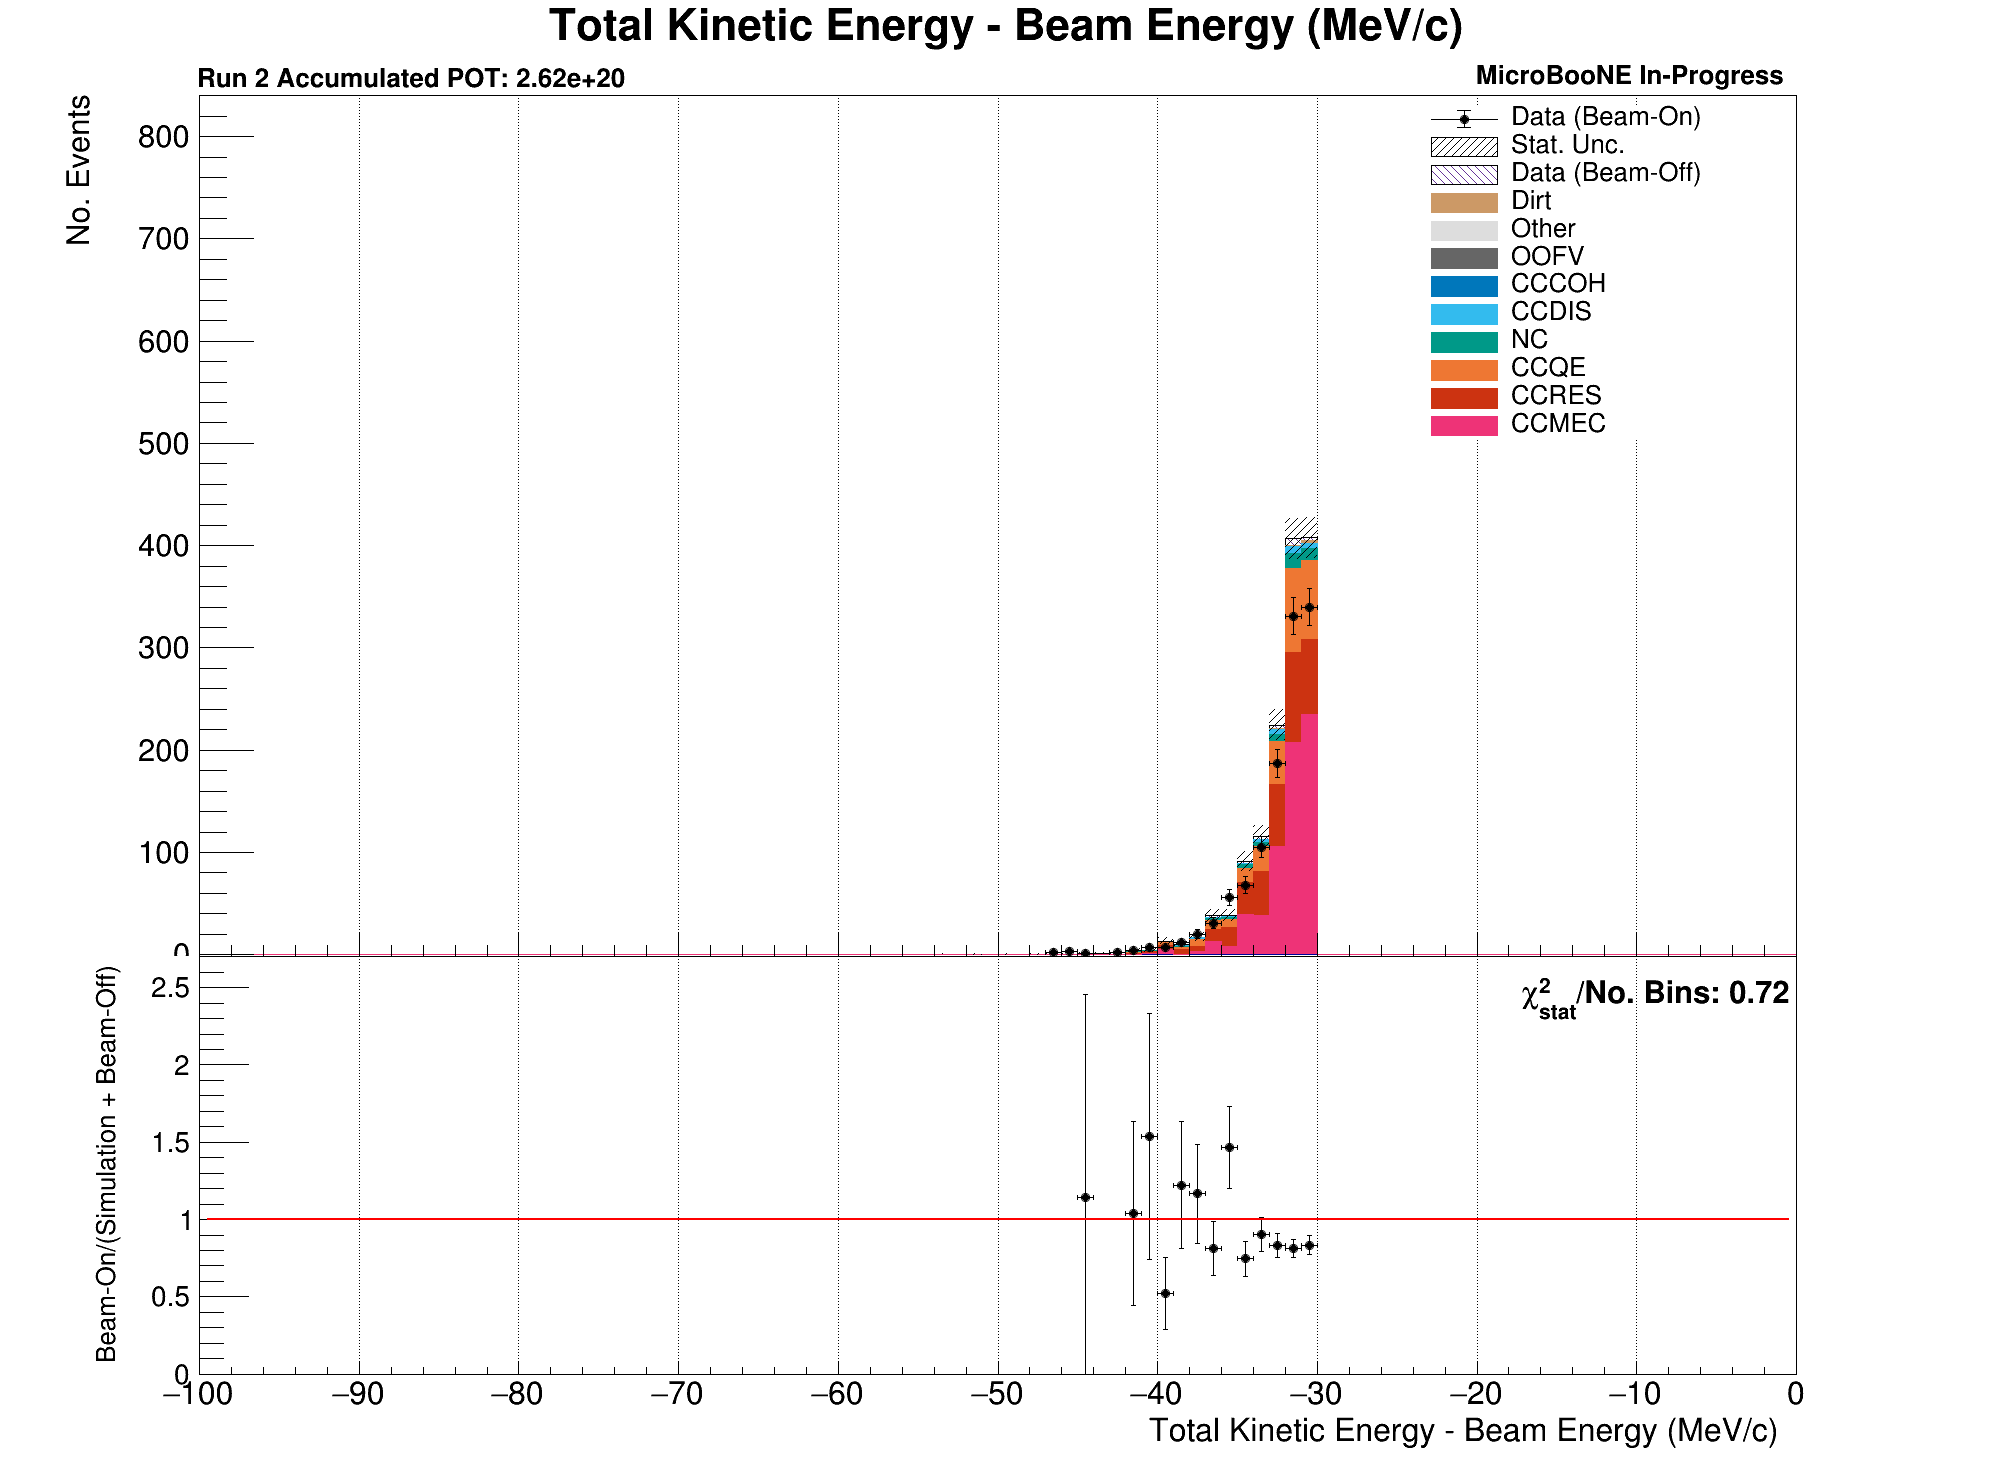 Total Kinetic Energy - Beam Energy (MeV/c)
Run 2 Accumulated POT: 2.62e+20
MicroBooNE In-Progress
No. Events
800
700
600
500
400
300
200
100
0
Data (Beam-On)
Stat. Unc.
Data (Beam-Off)
Dirt
Other
OOFV
CCCOH
CCDIS
NC
CCQE
CCRES
CCMEC
Beam-On/(Simulation + Beam-Off)
2.5
2
1.5
1
0.5
0
χ²stat/No. Bins: 0.72
−100 −90 −80 −70 −60 −50 −40 −30 −20 −10 0
Total Kinetic Energy - Beam Energy (MeV/c)